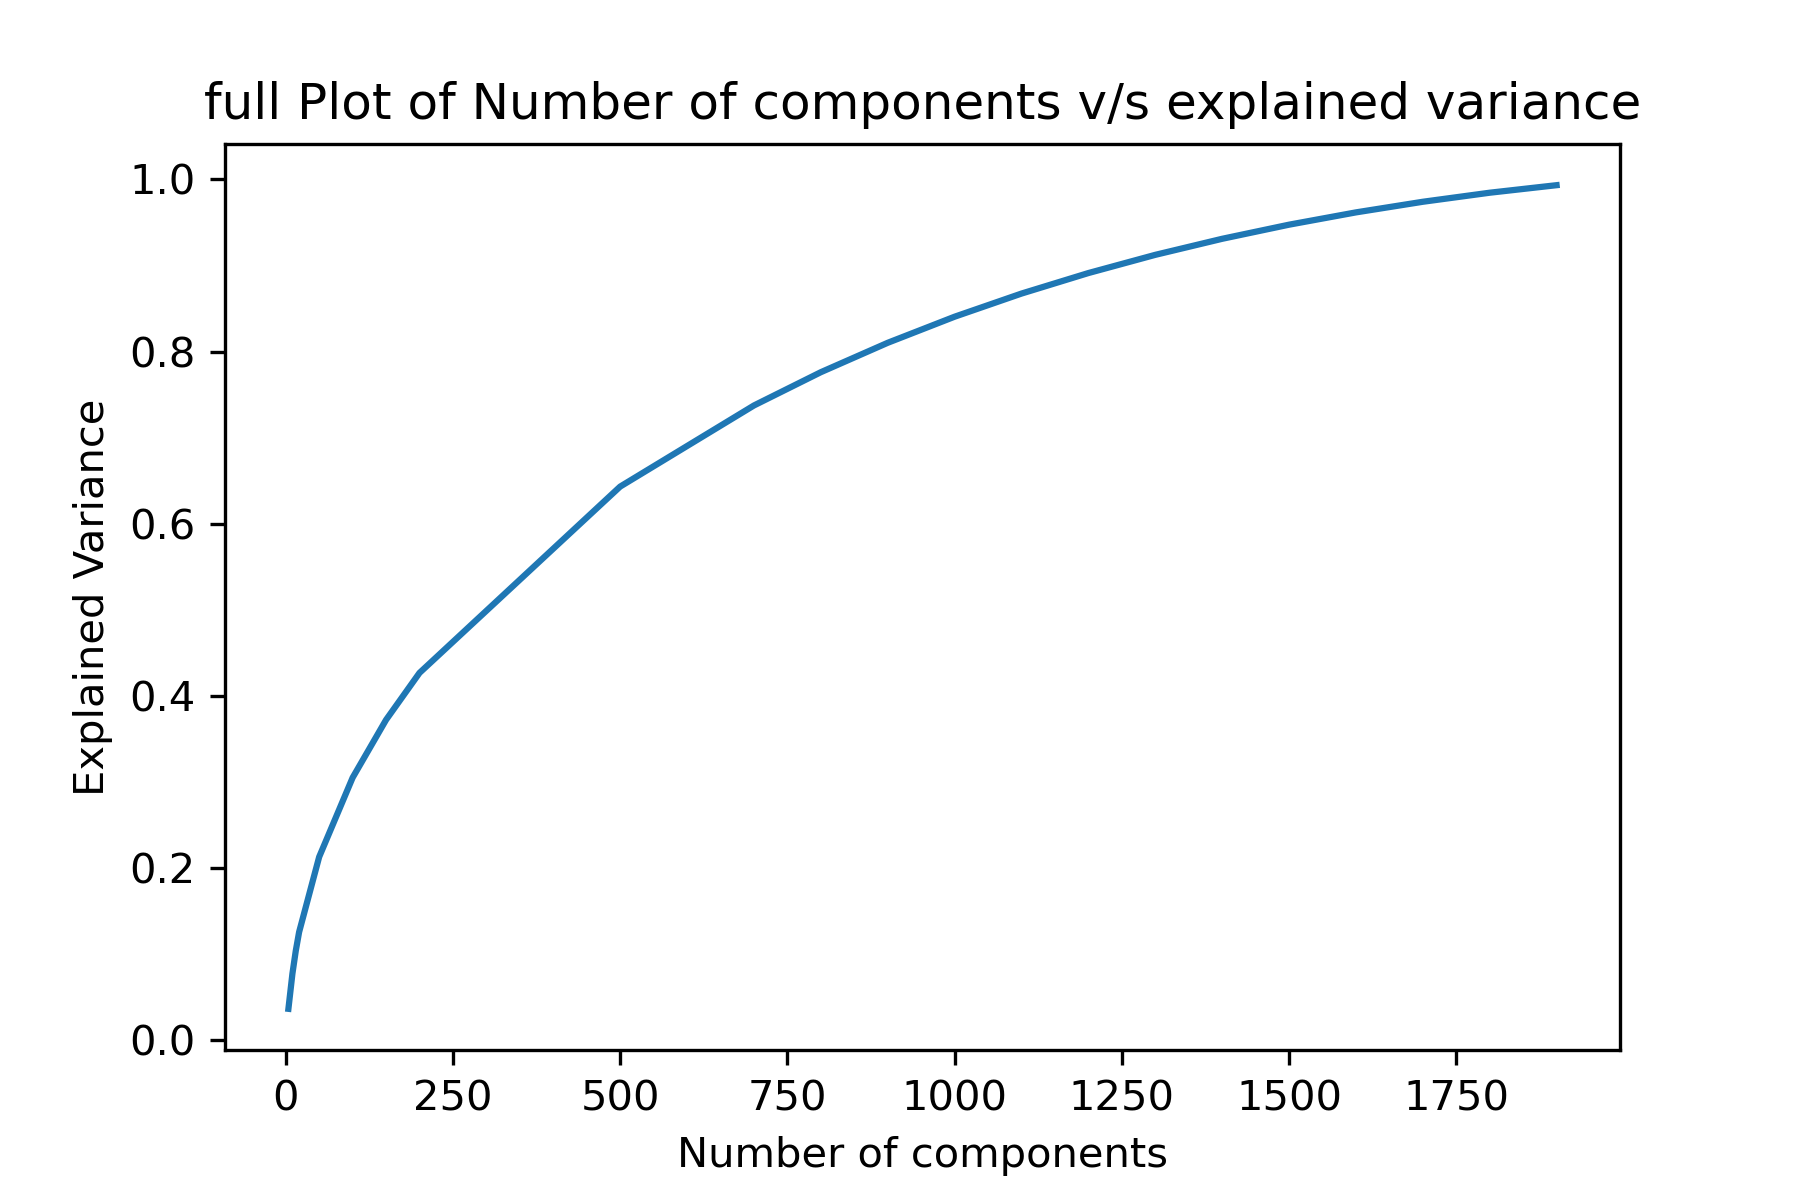 full Plot of Number of components v/s explained variance
1.0
0.8
0.6
0.4
0.2
0.0
Explained Variance
0 250 500 750 1000 1250 1500 1750
Number of components